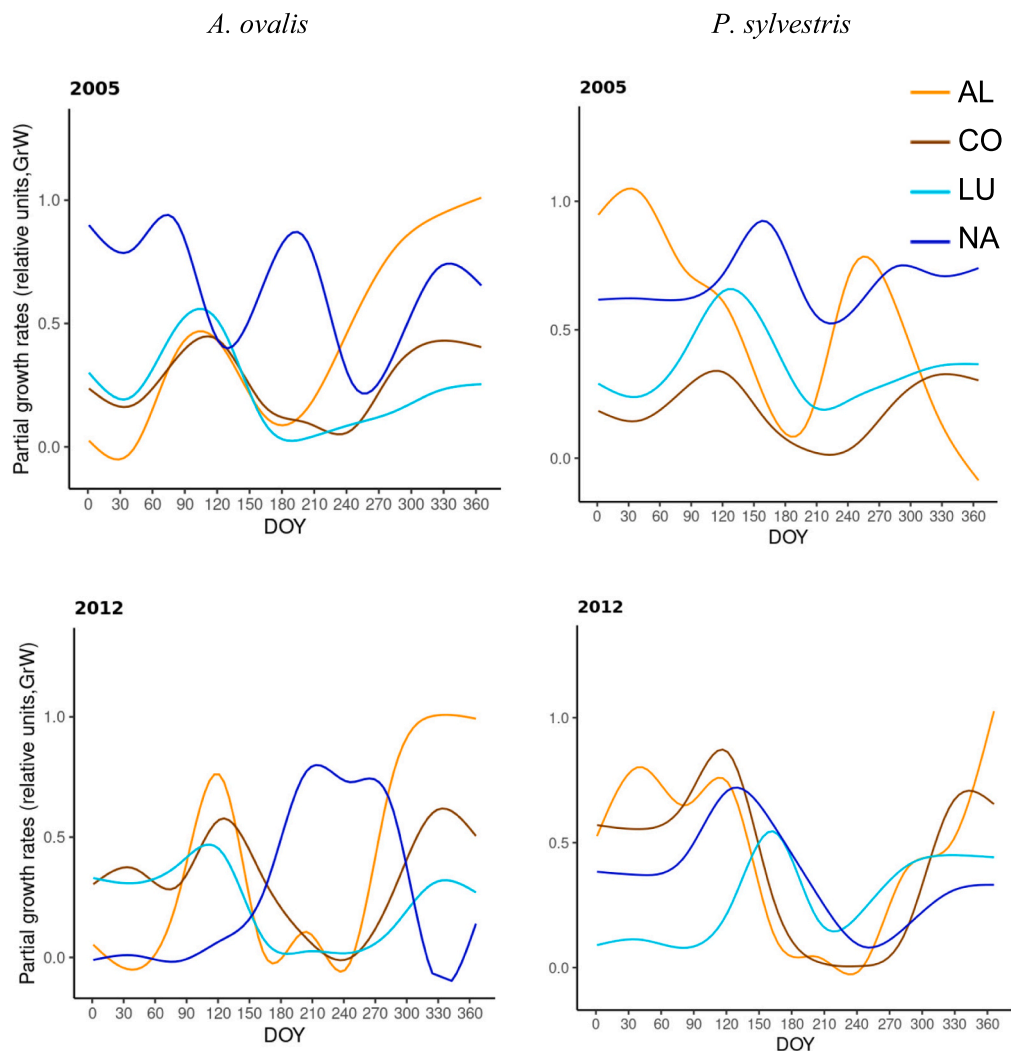 A. ovalis
P. sylvestris
2005
Partial growth rates (relative units,GrW)
1.0
0.5
0.0
0 30 60 90 120 150 180 210 240 270 300 330 360
DOY
2005
AL
CO
LU
NA
1.0
0.5
0.0
0 30 60 90 120 150 180 210 240 270 300 330 360
DOY
2012
Partial growth rates (relative units,GrW)
1.0
0.5
0.0
0 30 60 90 120 150 180 210 240 270 300 330 360
DOY
2012
1.0
0.5
0.0
0 30 60 90 120 150 180 210 240 270 300 330 360
DOY